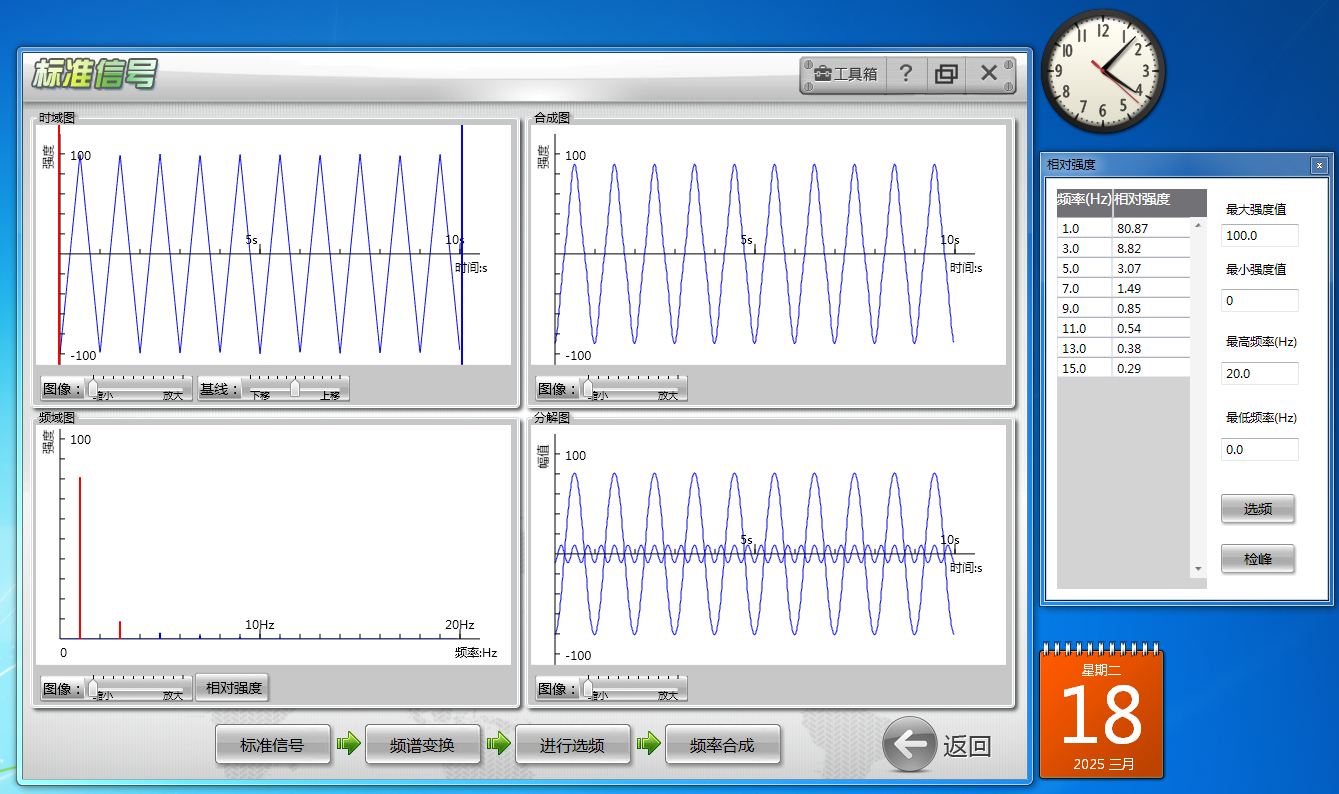 标准信号
工具箱 ?
时域图
强度
100
5s
10s
时间:s
-100
图像： 缩小 放大 基线： 下移 上移
合成图
强度
100
5s
10s
时间:s
-100
图像： 缩小 放大
频域图
强度
100
10Hz
20Hz
0
频率:Hz
图像： 缩小 放大 相对强度
分解图
幅值
100
5s
10s
时间:s
-100
图像： 缩小 放大
标准信号
频谱变换
进行选频
频率合成
返回
12
1
2
3
4
5
6
7
8
9
10
11
相对强度
x
频率(Hz) 相对强度
1.0 80.87
3.0 8.82
5.0 3.07
7.0 1.49
9.0 0.85
11.0 0.54
13.0 0.38
15.0 0.29
最大强度值
100.0
最小强度值
0
最高频率(Hz)
20.0
最低频率(Hz)
0.0
选频
检峰
星期二
18
2025 三月